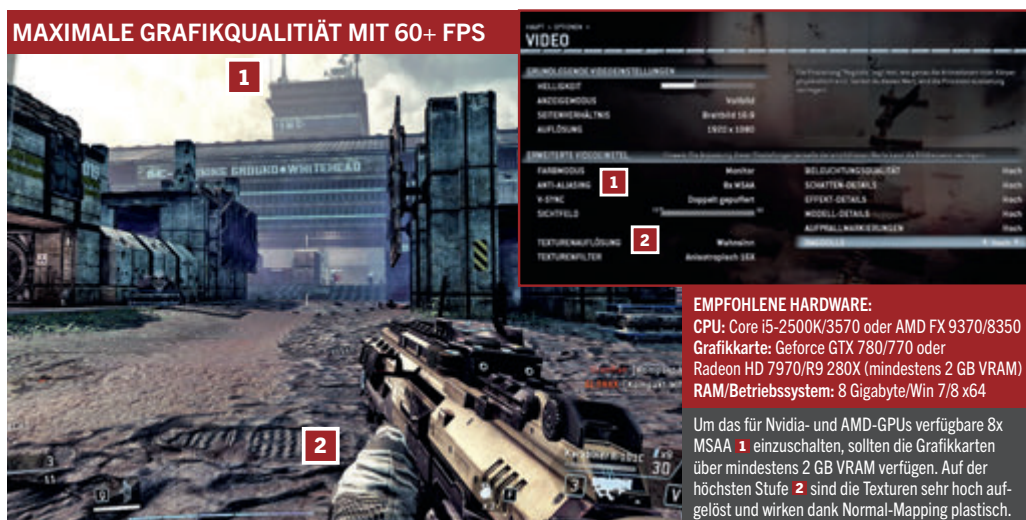 MAXIMALE GRAFIKQUALITIÄT MIT 60+ FPS
1
2
HAUPT > OPTIONEN >
VIDEO
GRUNDLEGENDE VIDEOEINSTELLUNGEN
HELLIGKEIT
ANZEIGEMODUS Vollbild
SEITENVERHÄLTNIS Breitbild 16:9
AUFLÖSUNG 1920 x 1080
ERWEITERTE
FARBMODUS Monitor
ANTI-ALIASING 1 8x MSAA
V-SYNC Doppelt gepuffert
SICHTFELD
TEXTURENAUFLÖSUNG 2 Wahnsinn
TEXTURENFILTER Anisotropisch 16X
BELEUCHTUNGSQUALITÄT Hoch
SCHATTEN-DETAILS Hoch
EFFEKT-DETAILS Hoch
MODELL-DETAILS Hoch
AUFPRALLMARKIERUNGEN Hoch
RAGDOLLS Hoch
EMPFOHLENE HARDWARE:
CPU: Core i5-2500K/3570 oder AMD FX 9370/8350
Grafikkarte: Geforce GTX 780/770 oder
Radeon HD 7970/R9 280X (mindestens 2 GB VRAM)
RAM/Betriebssystem: 8 Gigabyte/Win 7/8 x64
Um das für Nvidia- und AMD-GPUs verfügbare 8x
MSAA 1 einzuschalten, sollten die Grafikkarten
über mindestens 2 GB VRAM verfügen. Auf der
höchsten Stufe 2 sind die Texturen sehr hoch auf-
gelöst und wirken dank Normal-Mapping plastisch.